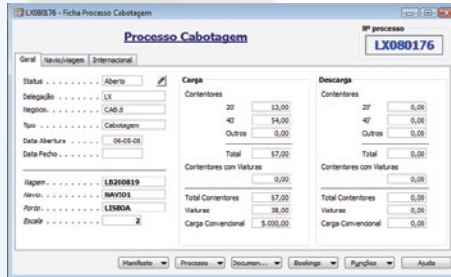 LX080176 - Ficha Processo Cabotagem
Processo Cabotagem
Nº processo
LX080176
Geral Navio/viagem Internacional
Status . . . . . . . . . Aberto
Delegação . . . . . . . LX
Negócio. . . . . . . . . CAB.S
Tipo . . . . . . . . . . Cabotagem
Data Abertura . . . . . 06-05-08
Data Fecho . . . . . . .
Viagem . . . . . . . . . LB200819
Navio. . . . . . . . . . NAVIO1
Porto. . . . . . . . . . LISBOA
Escala . . . . . . . . . 2
Carga
Contentores
20' 13,00
40' 54,00
Outros 0,00
Total 67,00
Contentores com Viaturas
0,00
Total Contentores 67,00
Viaturas 38,00
Carga Convencional 5.000,00
Descarga
Contentores
20' 0,00
40' 0,00
Outros 0,00
Total 0,00
Contentores com Viaturas
0,00
Total Contentores 0,00
Viaturas 0,00
Carga Convencional 0,00
Manifesto Processo Documen... Bookings Funções Ajuda